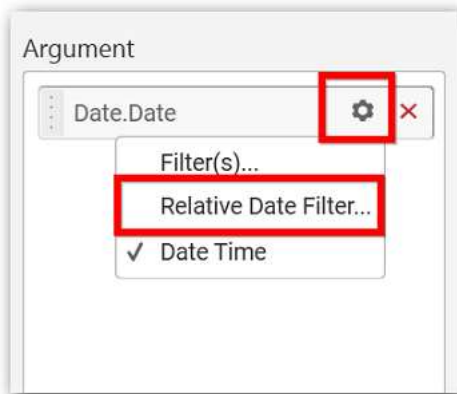 Argument
Date.Date
Filter(s)...
Relative Date Filter...
Date Time